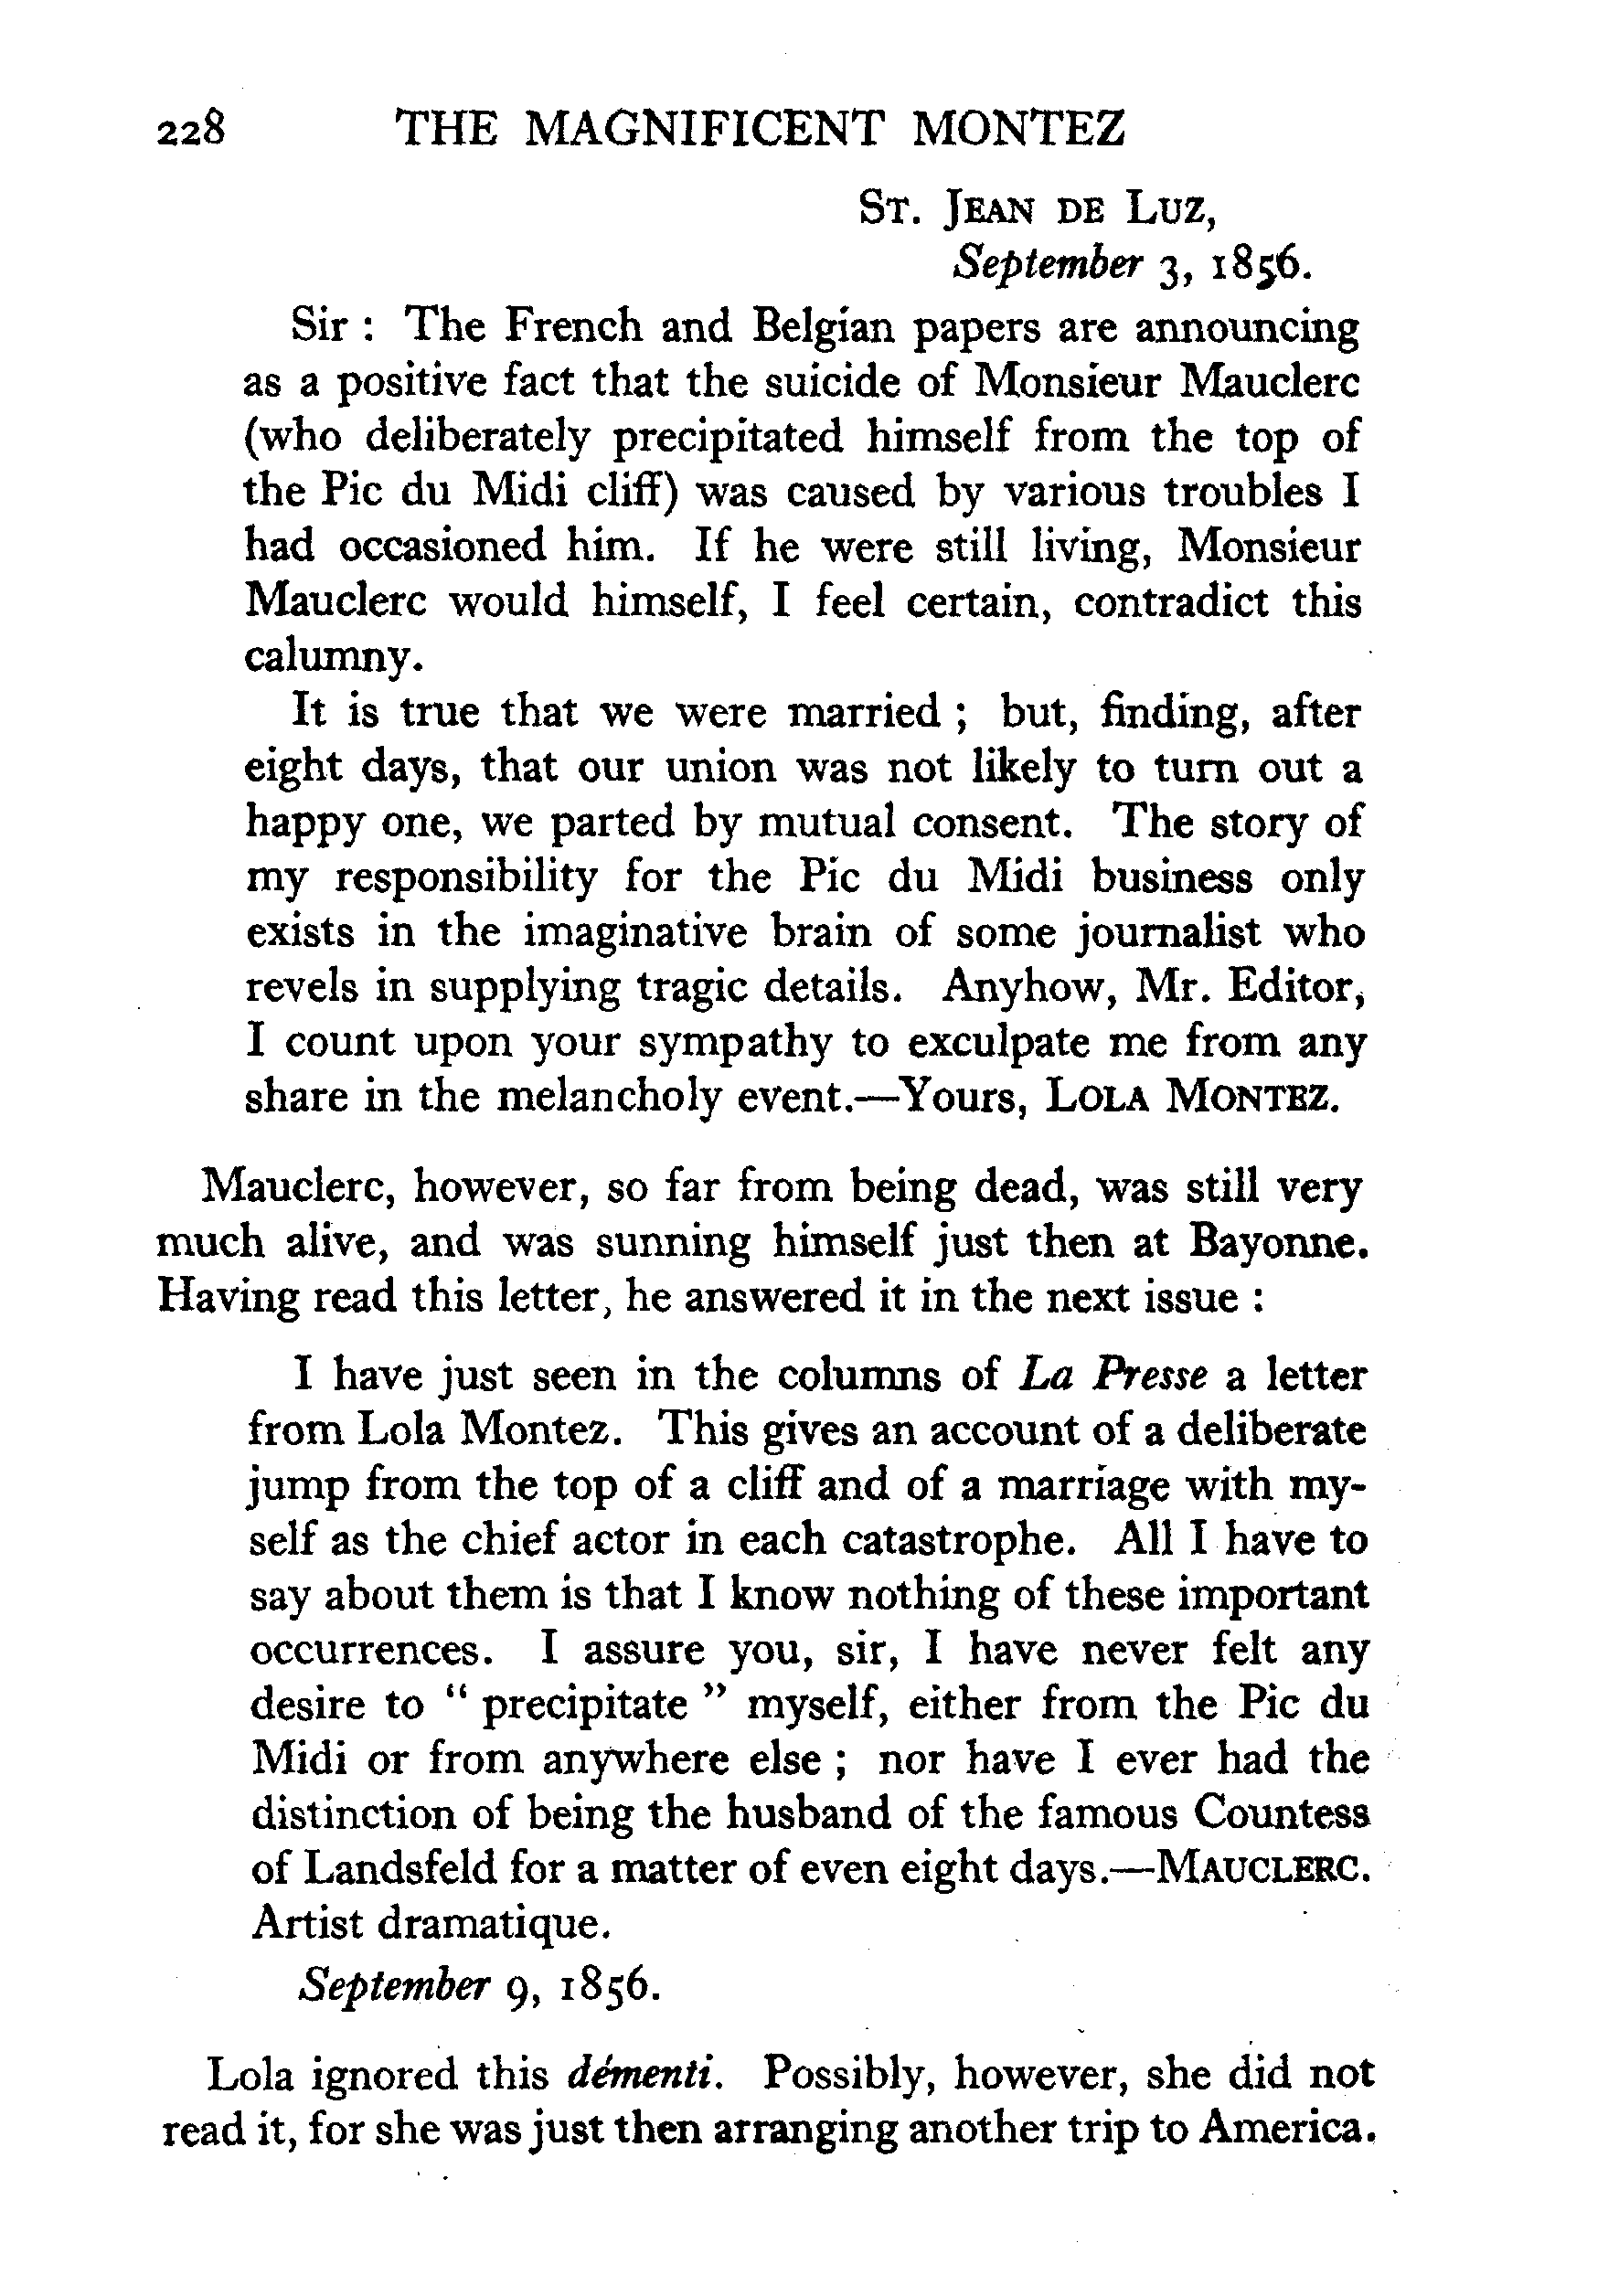 228 THE MAGNIFICENT MONTEZ
ST. JEAN DE LUZ,
September 3, 1856.
Sir : The French and Belgian papers are announcing
as a positive fact that the suicide of Monsieur Mauclerc
(who deliberately precipitated himself from the top of
the Pic du Midi cliff) was caused by various troubles I
had occasioned him. If he were still living, Monsieur
Mauclerc would himself, I feel certain, contradict this
calumny.
It is true that we were married ; but, finding, after
eight days, that our union was not likely to turn out a
happy one, we parted by mutual consent. The story of
my responsibility for the Pic du Midi business only
exists in the imaginative brain of some journalist who
revels in supplying tragic details. Anyhow, Mr. Editor,
I count upon your sympathy to exculpate me from any
share in the melancholy event.—Yours, LOLA MONTEZ.
Mauclerc, however, so far from being dead, was still very
much alive, and was sunning himself just then at Bayonne.
Having read this letter, he answered it in the next issue :
I have just seen in the columns of La Presse a letter
from Lola Montez. This gives an account of a deliberate
jump from the top of a cliff and of a marriage with my-
self as the chief actor in each catastrophe. All I have to
say about them is that I know nothing of these important
occurrences. I assure you, sir, I have never felt any
desire to “ precipitate ” myself, either from the Pic du
Midi or from anywhere else ; nor have I ever had the
distinction of being the husband of the famous Countess
of Landsfeld for a matter of even eight days.—MAUCLERC.
Artist dramatique.
September 9, 1856.
Lola ignored this démenti. Possibly, however, she did not
read it, for she was just then arranging another trip to America.